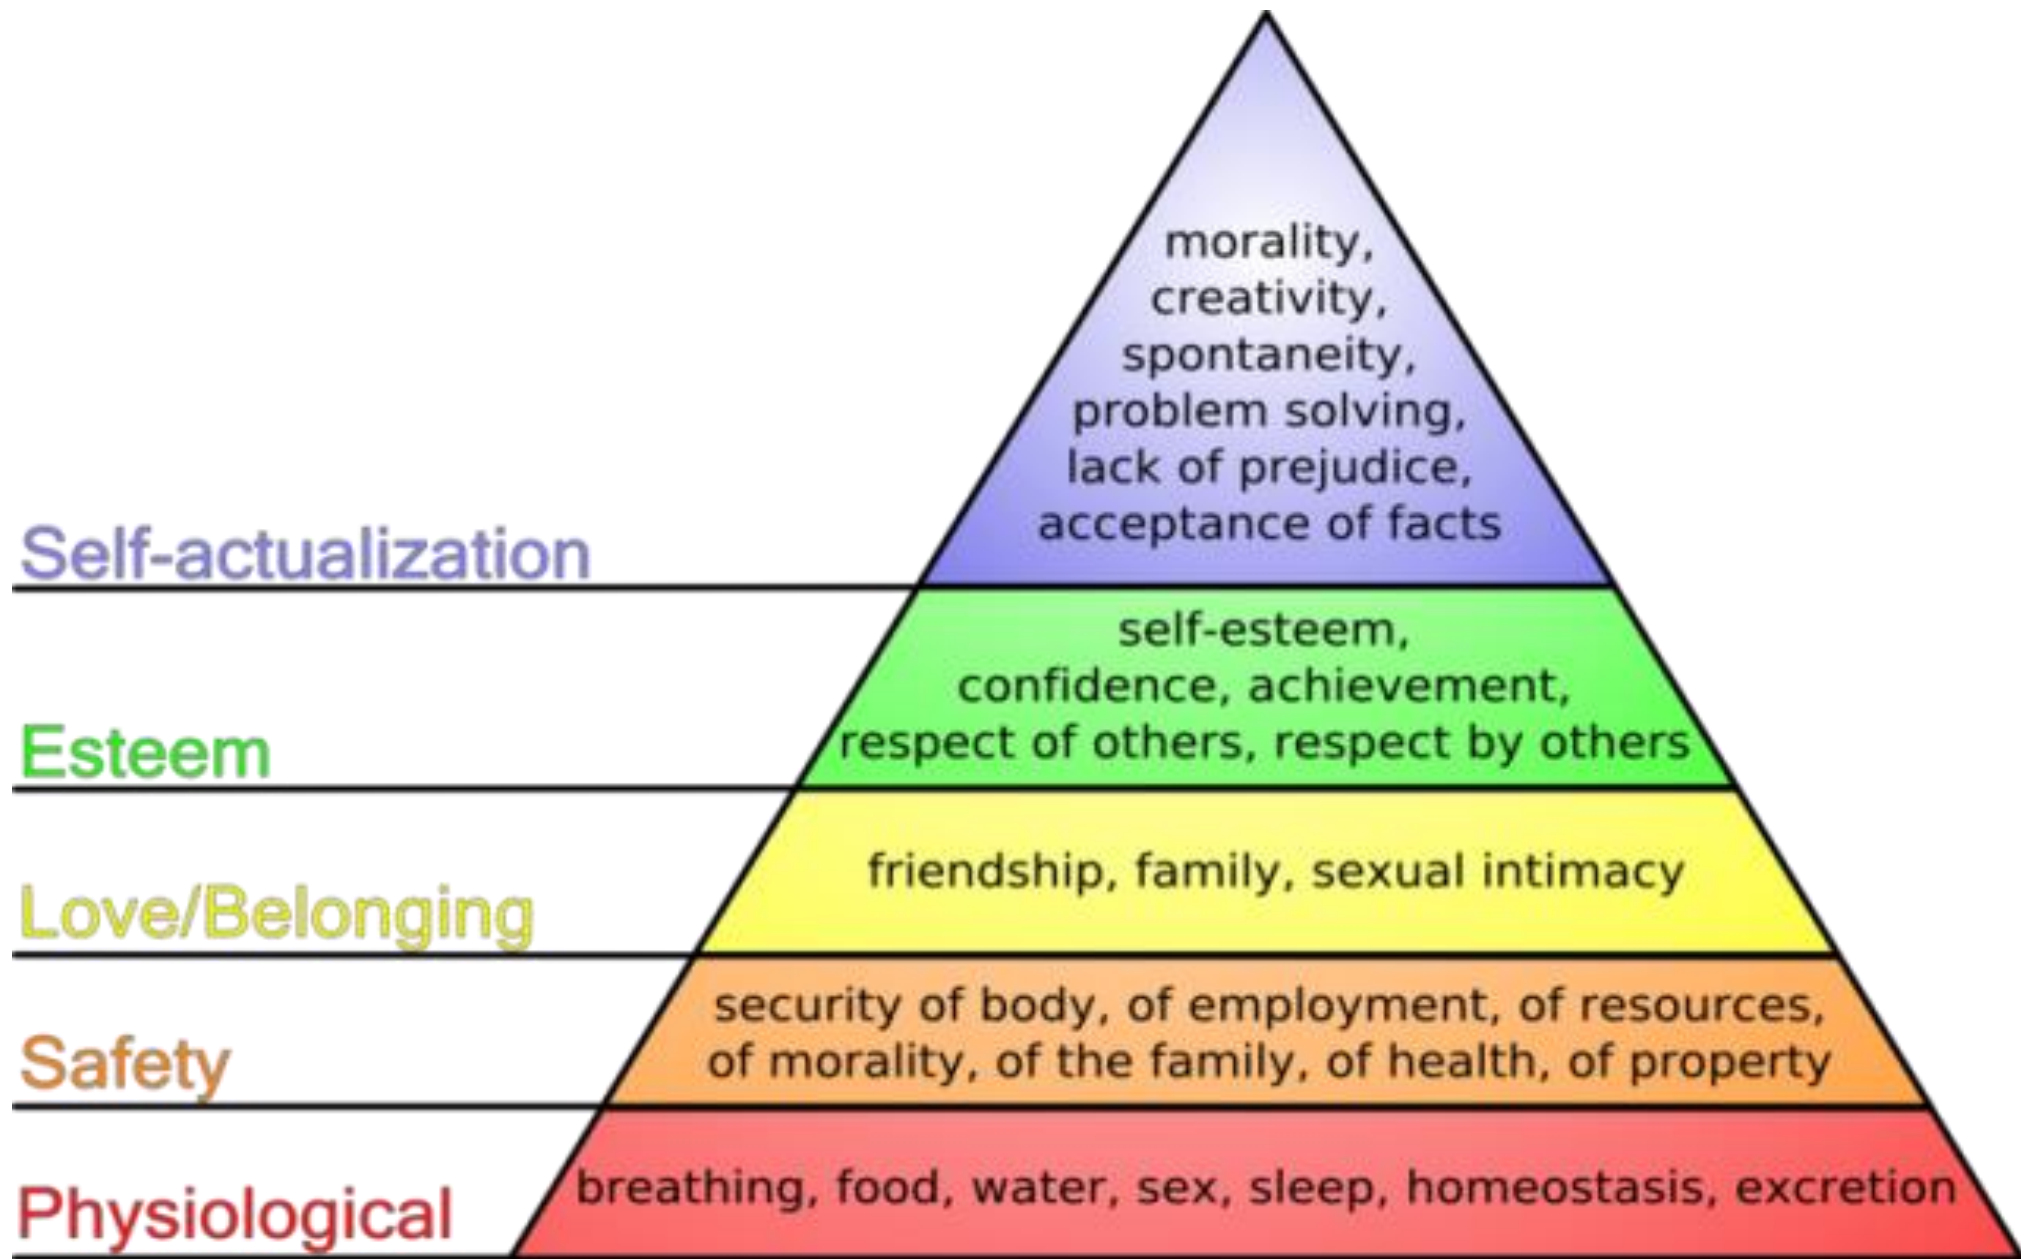 morality,
creativity,
spontaneity,
problem solving,
lack of prejudice,
acceptance of facts
Self-actualization
self-esteem,
confidence, achievement,
respect of others, respect by others
Esteem
friendship, family, sexual intimacy
Love/Belonging
security of body, of employment, of resources,
of morality, of the family, of health, of property
Safety
breathing, food, water, sex, sleep, homeostasis, excretion
Physiological